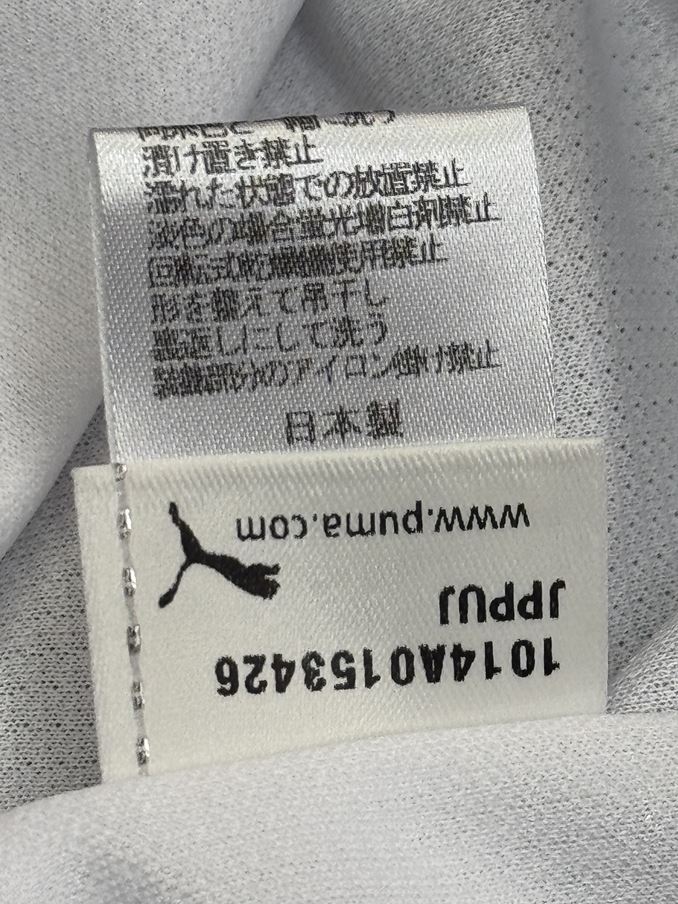 漬け置き禁止
濡れた状態での放置禁止
淡色の場合蛍光増白剤禁止
回転式乾燥機使用禁止
形を整えて吊干し
裏返しにして洗う
装飾部分のアイロン掛け禁止
日本製
1014A0153426
JPPUJ
www.puma.com